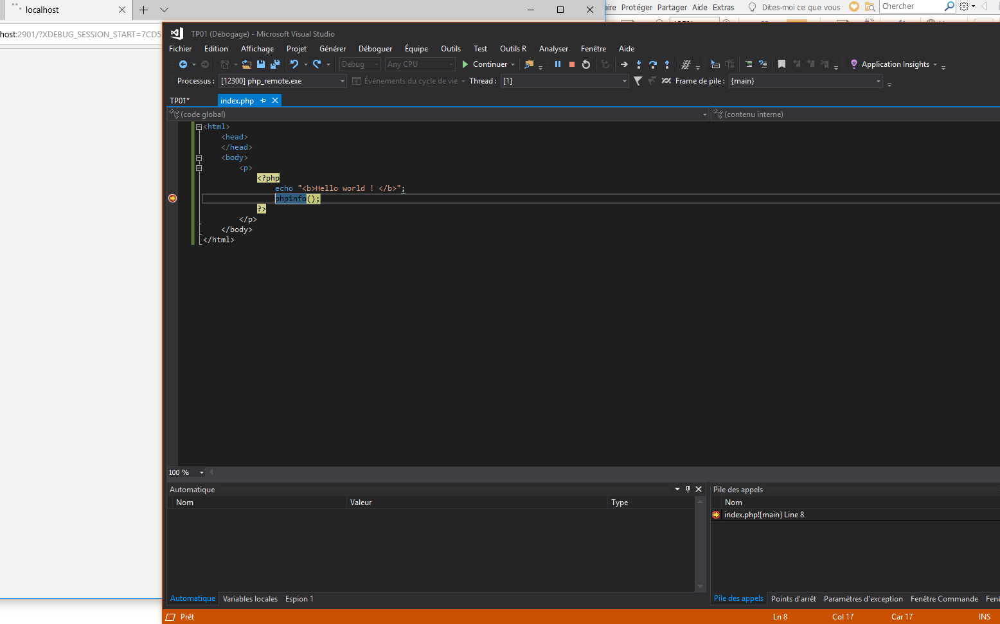 localhost
aire Protéger Partager Aide Extras Dites-moi ce que vous Chercher
host:2901/?XDEBUG_SESSION_START=7CD5
TP01 (Débogage) - Microsoft Visual Studio
Fichier Edition Affichage Projet Générer Déboguer Équipe Outils Test Outils R Analyser Fenêtre Aide
Debug Any CPU Continuer Application Insights
Processus : [12300] php_remote.exe Événements du cycle de vie Thread : [1] Frame de pile : {main}
TP01* index.php
(code global) (contenu interne)
<html>
<head>
</head>
<body>
<p>
<?php
echo "<b>Hello world ! </b>";
phpinfo();
?>
</p>
</body>
</html>
100 %
Automatique Pile des appels
Nom Valeur Type Nom
index.php!{main} Line 8
Automatique Variables locales Espion 1 Pile des appels Points d'arrêt Paramètres d'exception Fenêtre Commande Fenê
Prêt Ln 8 Col 17 Car 17 INS